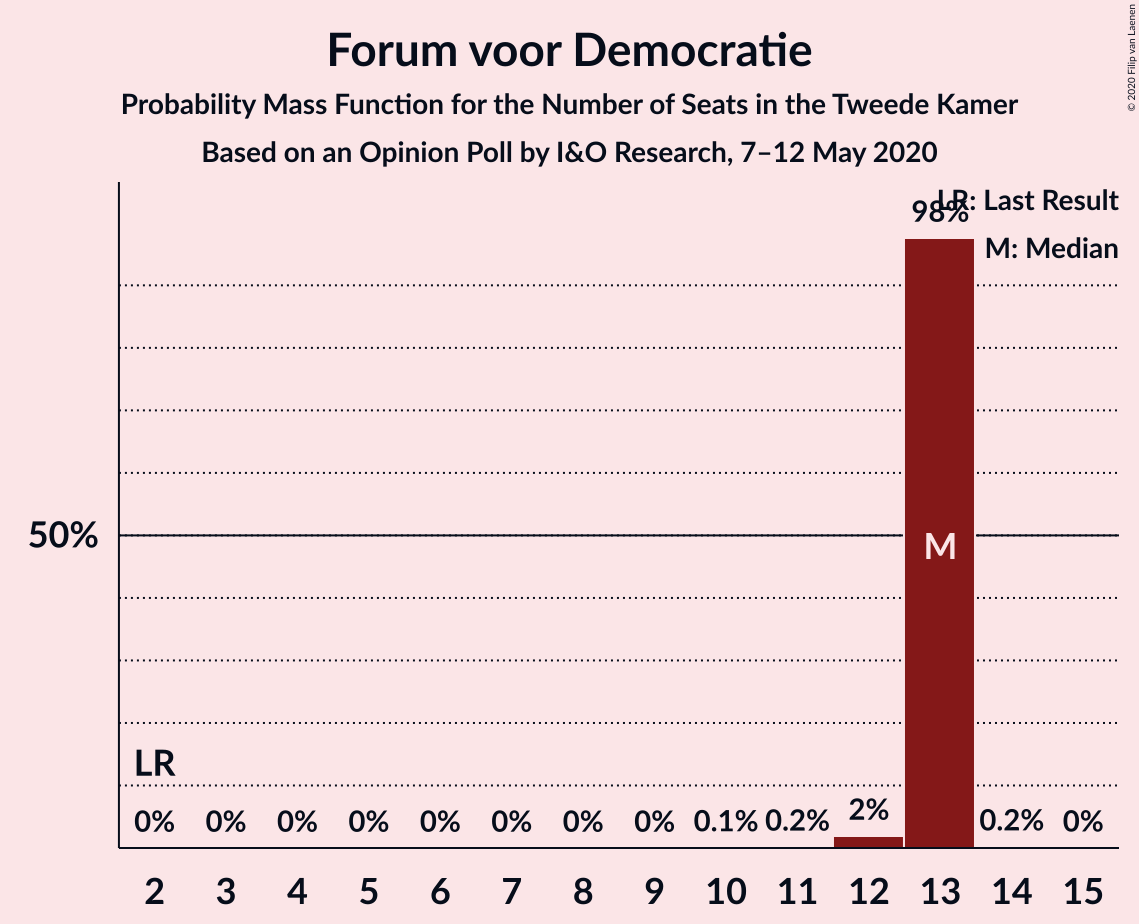 Forum voor Democratie
Probability Mass Function for the Number of Seats in the Tweede Kamer
Based on an Opinion Poll by I&O Research, 7–12 May 2020
© 2020 Filip van Laenen
LR: Last Result
98%
M: Median
50%
M
LR
0% 0% 0% 0% 0% 0% 0% 0% 0.1% 0.2% 2% 0.2% 0%
2 3 4 5 6 7 8 9 10 11 12 13 14 15